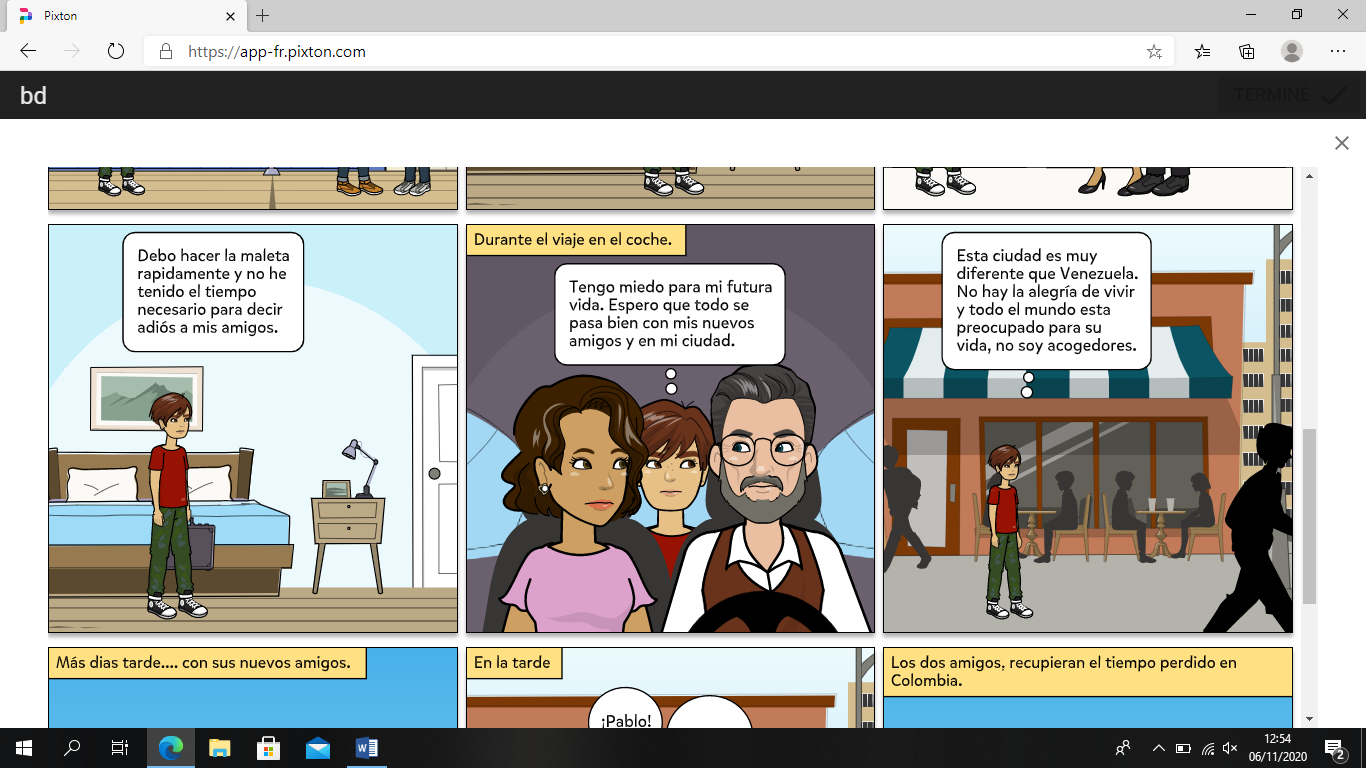 Pixton
https://app-fr.pixton.com
bd
TERMINÉ
Debo hacer la maleta
rapidamente y no he
tenido el tiempo
necesario para decir
adiós a mis amigos.
Durante el viaje en el coche.
Tengo miedo para mi futura
vida. Espero que todo se
pasa bien con mis nuevos
amigos y en mi ciudad.
Esta ciudad es muy
diferente que Venezuela.
No hay la alegría de vivir
y todo el mundo esta
preocupado para su
vida, no soy acogedores.
Más dias tarde.... con sus nuevos amigos.
En la tarde
¡Pablo!
Los dos amigos, recupieran el tiempo perdido en
Colombia.
12:54
06/11/2020
2